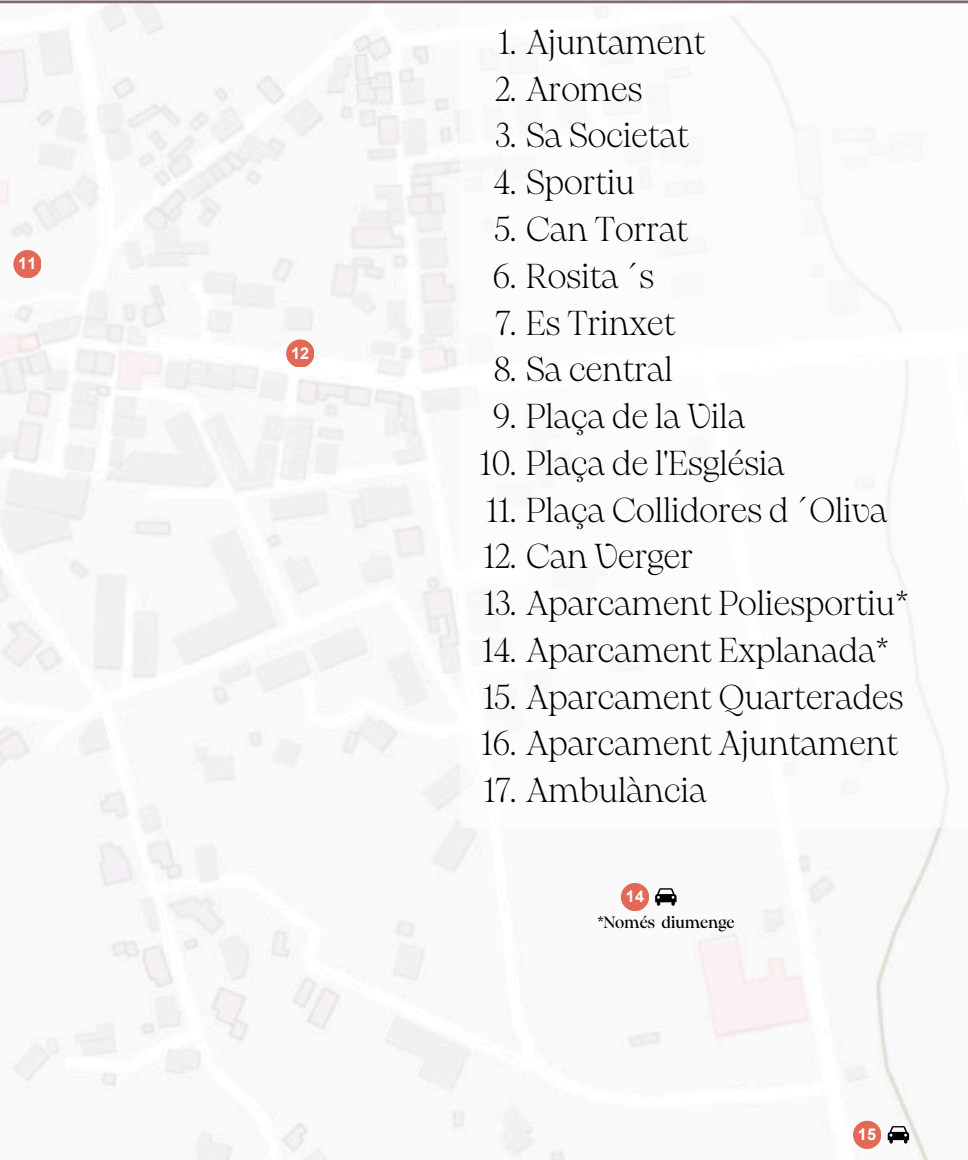 1. Ajuntament
2. Aromes
3. Sa Societat
4. Sportiu
5. Can Torrat
6. Rosita ´s
7. Es Trinxet
8. Sa central
9. Plaça de la Vila
10. Plaça de l'Església
11. Plaça Collidores d ´Oliva
12. Can Verger
13. Aparcament Poliesportiu*
14. Aparcament Explanada*
15. Aparcament Quarterades
16. Aparcament Ajuntament
17. Ambulància
11
12
14
*Només diumenge
15